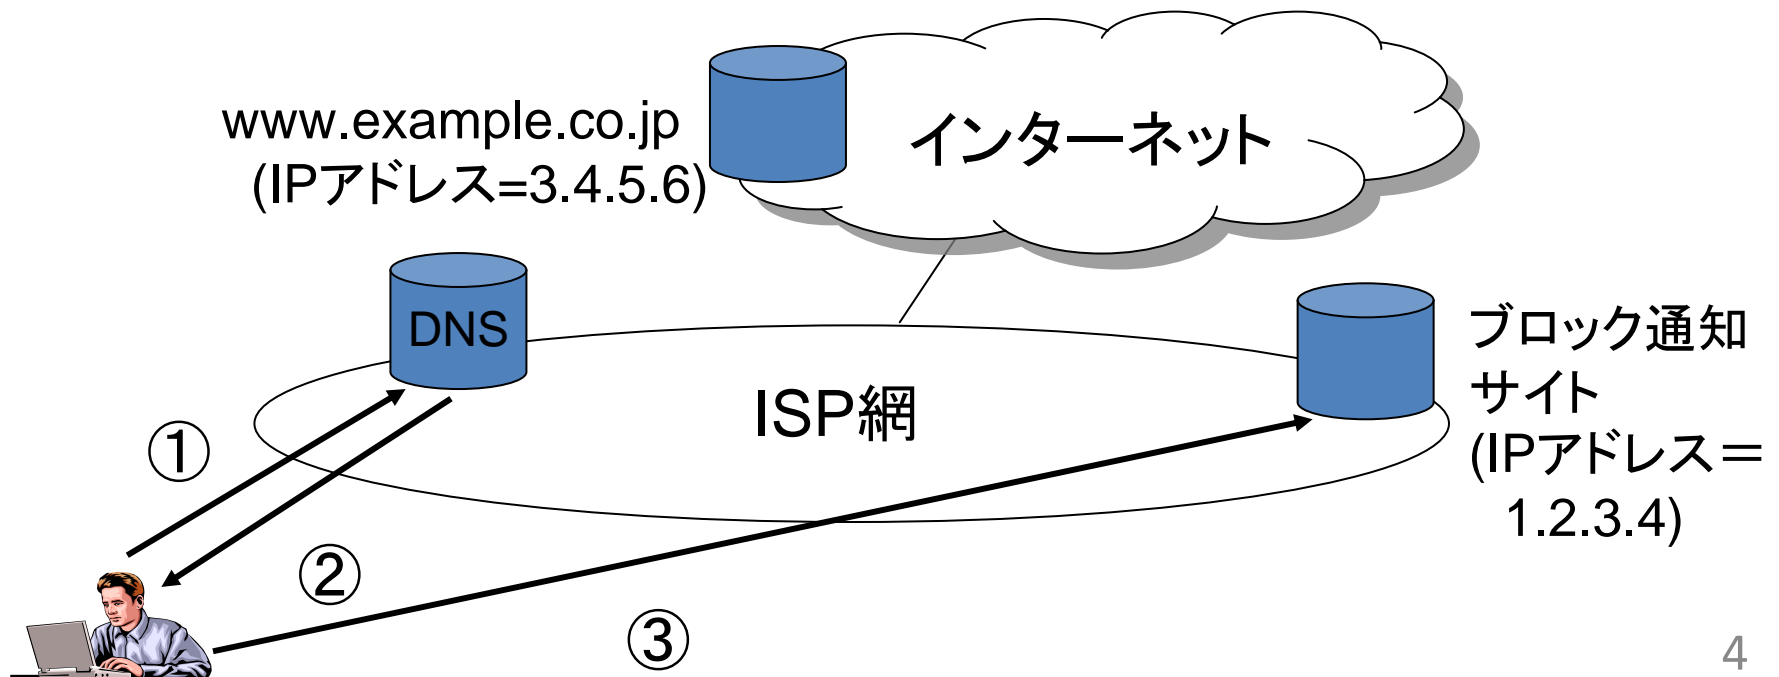 インターネット
www.example.co.jp
(IPアドレス=3.4.5.6)
DNS
ISP網
ブロック通知
サイト
(IPアドレス＝
1.2.3.4)
①
②
③
4